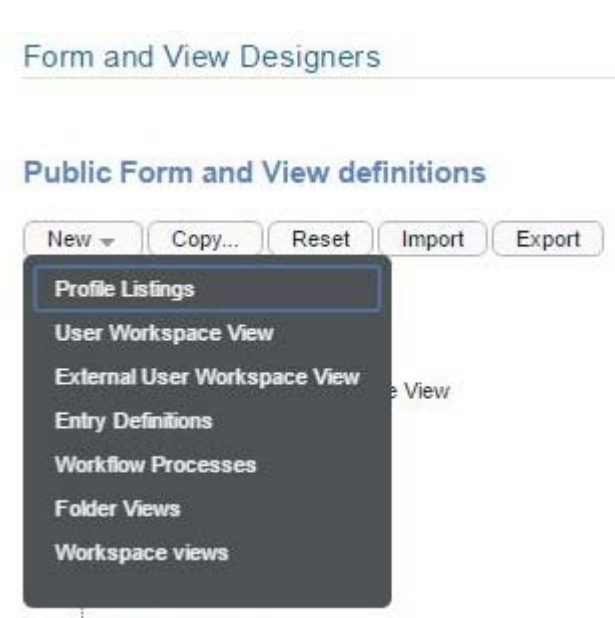 Form and View Designers
Public Form and View definitions
New Copy... Reset Import Export
Profile Listings
User Workspace View
External User Workspace View
e View
Entry Definitions
Workflow Processes
Folder Views
Workspace views